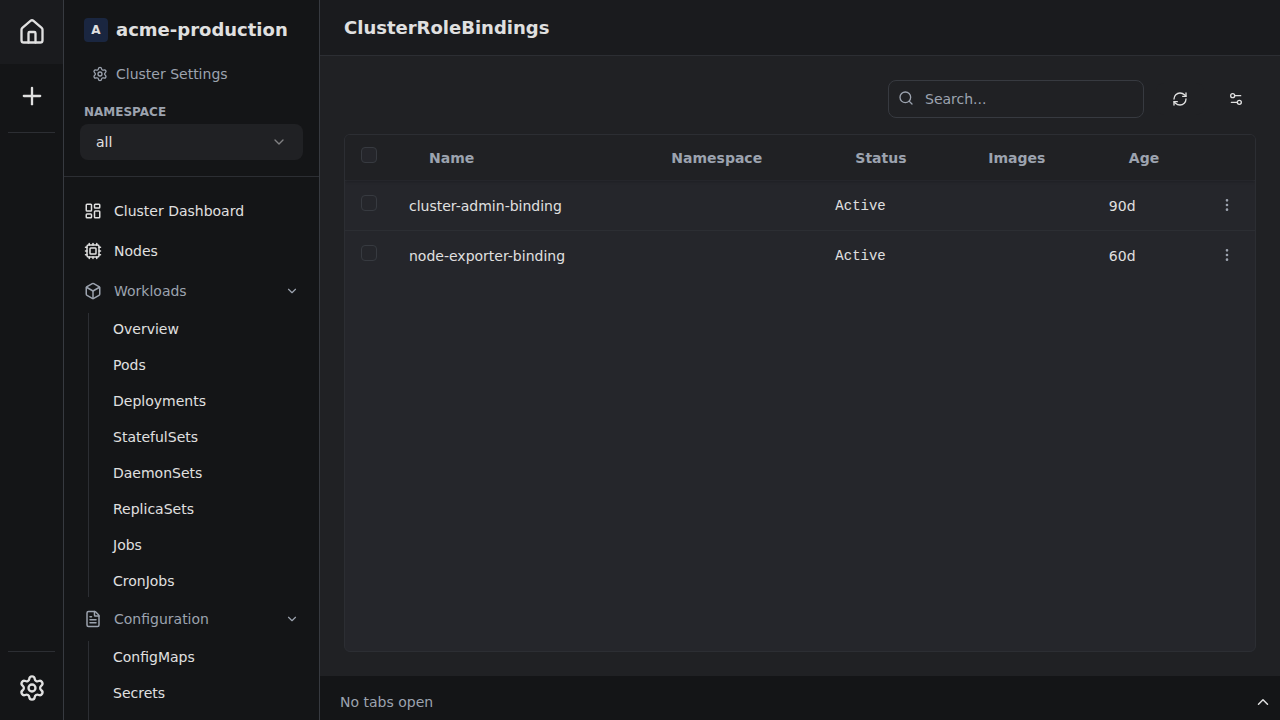 A acme-production
Cluster Settings
NAMESPACE
all
Cluster Dashboard
Nodes
Workloads
Overview
Pods
Deployments
StatefulSets
DaemonSets
ReplicaSets
Jobs
CronJobs
Configuration
ConfigMaps
Secrets
ClusterRoleBindings
Search...
Name Namespace Status Images Age
cluster-admin-binding Active 90d
node-exporter-binding Active 60d
No tabs open